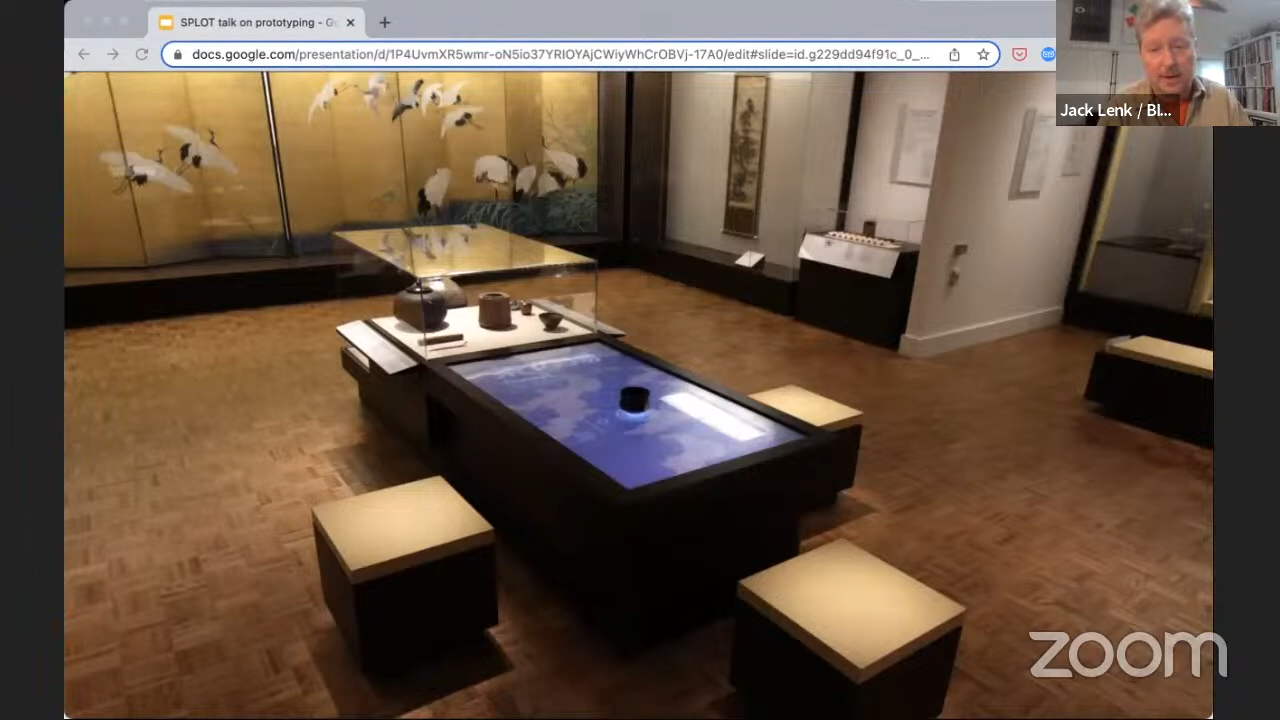 SPLOT talk on prototyping - G
docs.google.com/presentation/d/1P4UvmXR5wmr-oN5io37YRIOYAjCWiyWhCrOBVj-17A0/edit#slide=id.g229dd94f91c_0_...
Jack Lenk / Bl...
zoom